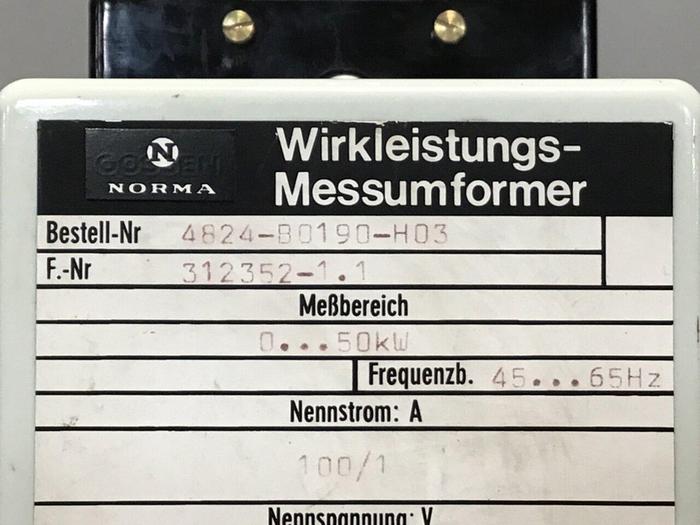 GOSSEN
N
NORMA
Wirkleistungs-
Messumformer
Bestell-Nr 4824-B0190-H03
F.-Nr 312352-1.1
Meßbereich
0...50kW
Frequenzb. 45...65Hz
Nennstrom: A
100/1
Nennspannung: V